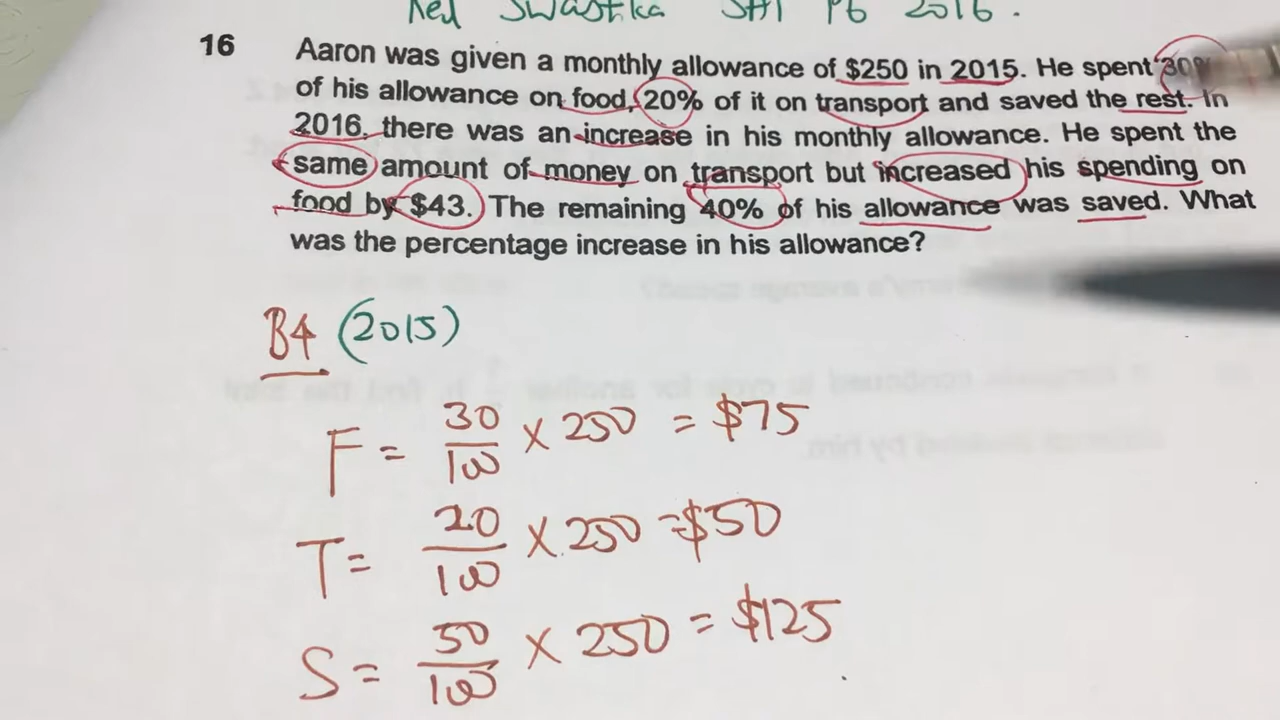 Red Swastika SA1 P6 2016.
16 Aaron was given a monthly allowance of $250 in 2015. He spent 30%
of his allowance on food, 20% of it on transport and saved the rest. In
2016, there was an increase in his monthly allowance. He spent the
same amount of money on transport but increased his spending on
food by $43. The remaining 40% of his allowance was saved. What
was the percentage increase in his allowance?
B4 (2015)
F = 30/100 × 250 = $75
T = 20/100 × 250 = $50
S = 50/100 × 250 = $125